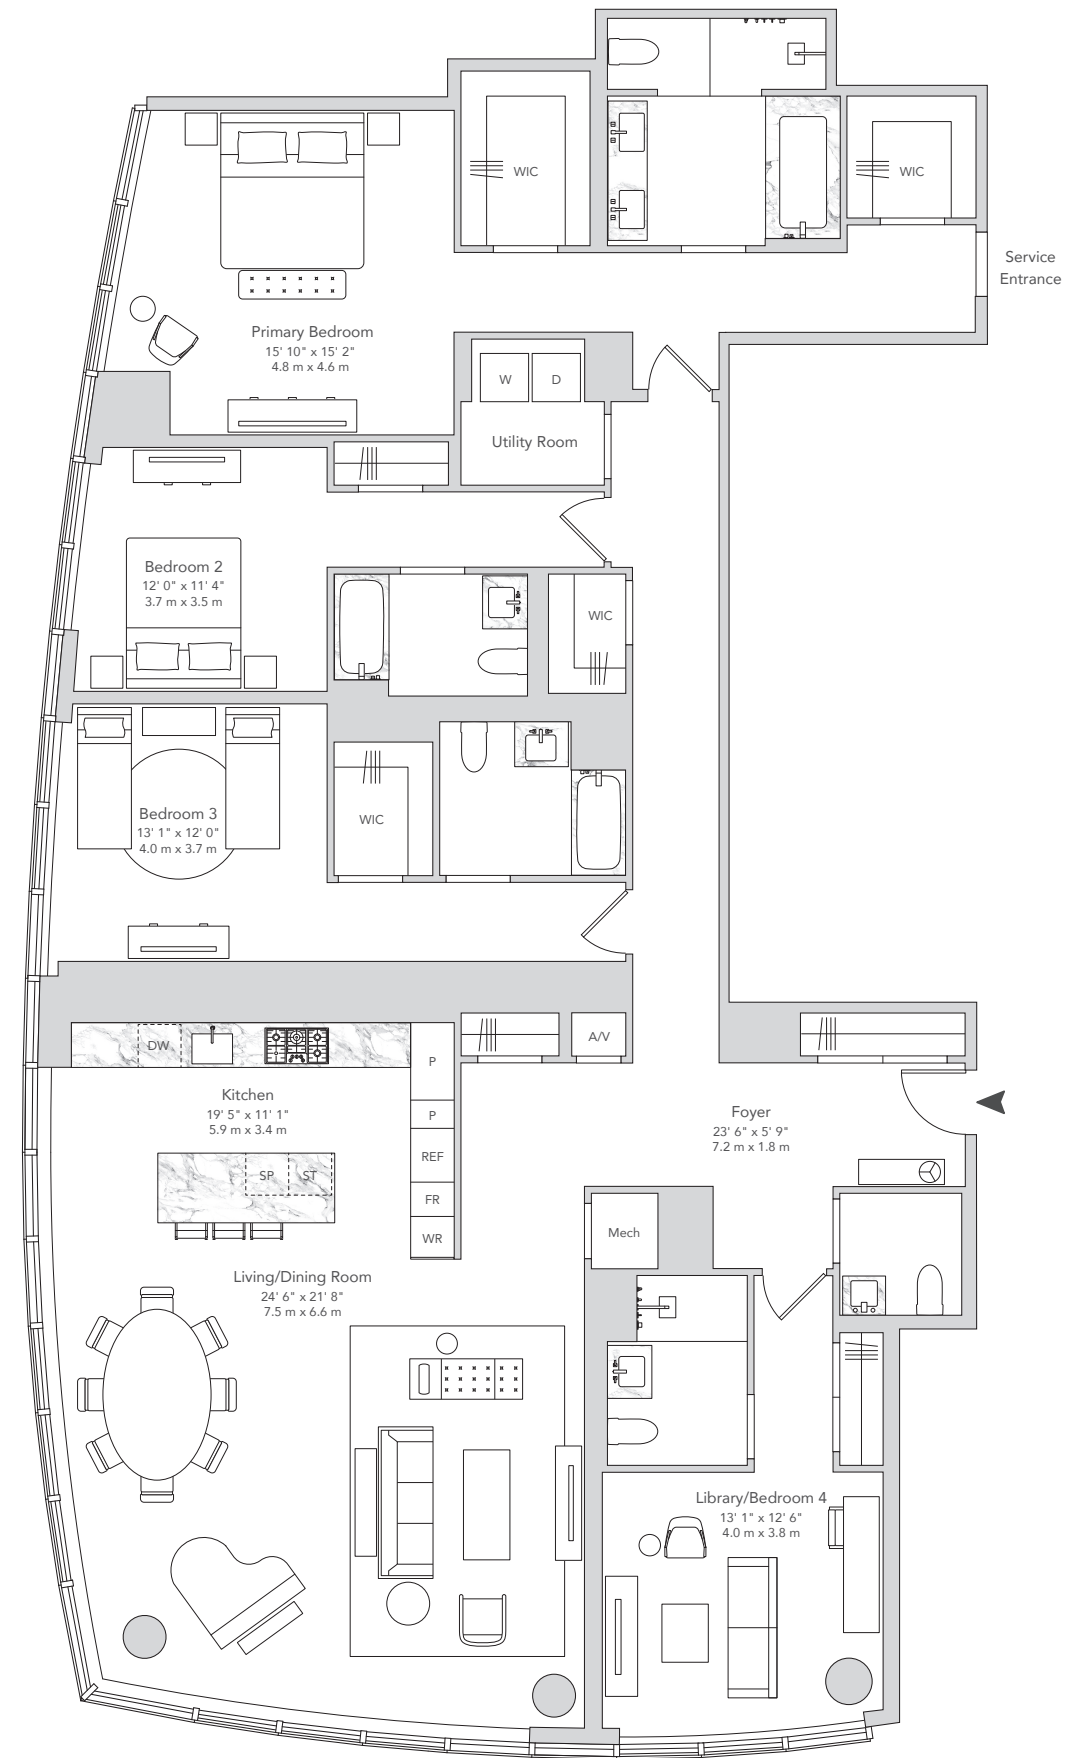 WIC
WIC
Service
Entrance
Primary Bedroom
15' 10" x 15' 2"
4.8 m x 4.6 m
W
D
Utility Room
Bedroom 2
12' 0" x 11' 4"
3.7 m x 3.5 m
WIC
Bedroom 3
13' 1" x 12' 0"
4.0 m x 3.7 m
WIC
DW
A/V
P
Kitchen
19' 5" x 11' 1"
5.9 m x 3.4 m
P
Foyer
23' 6" x 5' 9"
7.2 m x 1.8 m
REF
SP
ST
FR
WR
Mech
Living/Dining Room
24' 6" x 21' 8"
7.5 m x 6.6 m
Library/Bedroom 4
13' 1" x 12' 6"
4.0 m x 3.8 m